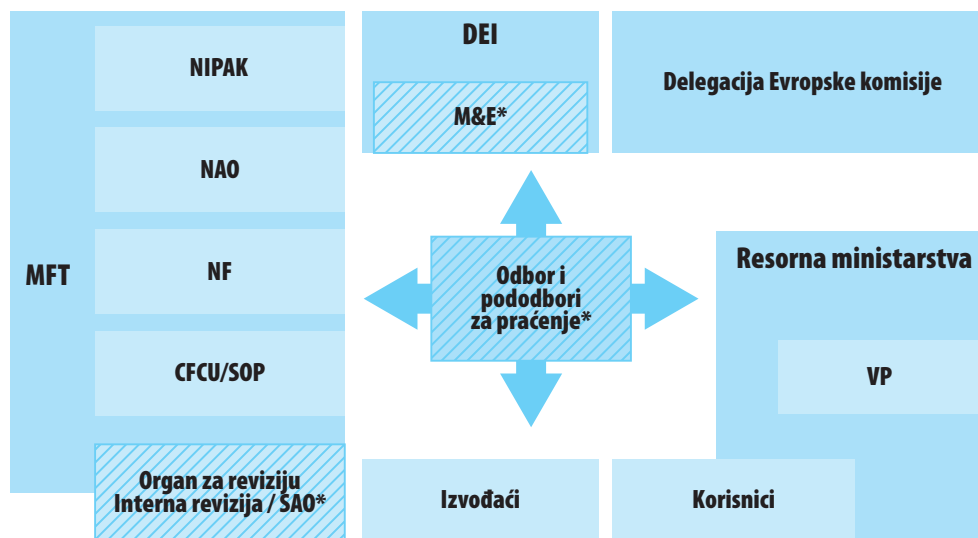 MFT
NIPAK
NAO
NF
CFCU/SOP
Organ za reviziju
Interna revizija / SAO*
DEI
M&E*
Delegacija Evropske komisije
Odbor i
pododbori
za praćenje*
Resorna ministarstva
VP
Izvođaći
Korisnici